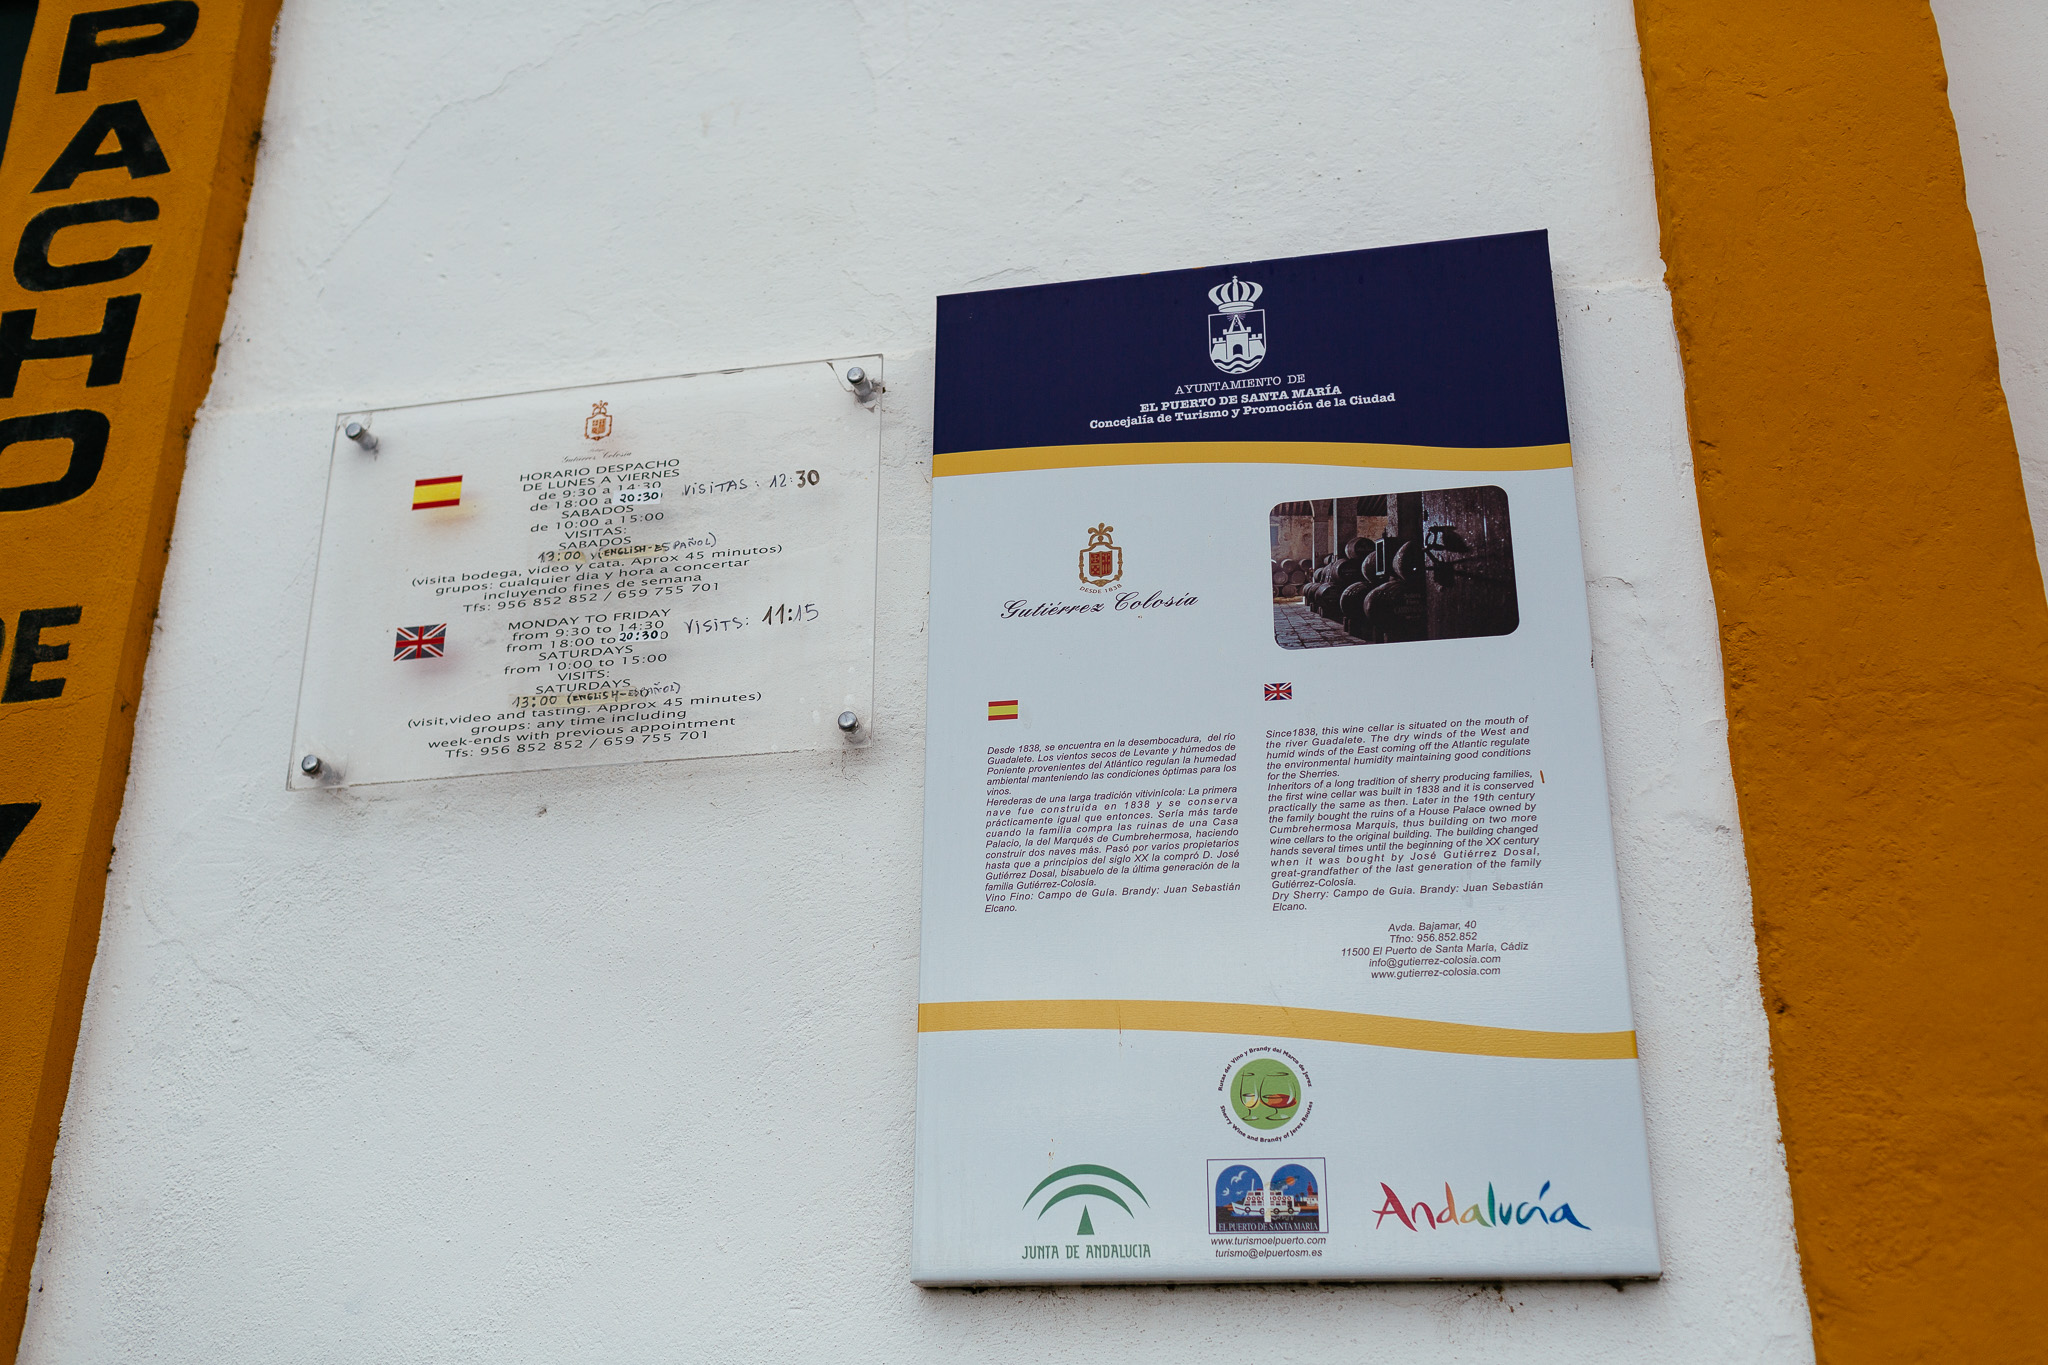 PACHO DE
Gutiérrez Colosía
HORARIO DESPACHO
DE LUNES A VIERNES
de 9:30 a 14:30
de 18:00 a 20:30
VISITAS: 12:30
SABADOS
de 10:00 a 15:00
VISITAS:
SABADOS
13:00 y (ENGLISH-ESPAÑOL)
(visita bodega, video y cata. Aprox 45 minutos)
grupos: cualquier dia y hora a concertar
incluyendo fines de semana
Tfs: 956 852 852 / 659 755 701
MONDAY TO FRIDAY
from 9:30 to 14:30
from 18:00 to 20:30
VISITS: 11:15
SATURDAYS
from 10:00 to 15:00
VISITS:
SATURDAYS
13:00 (ENGLISH-ESPAÑOL)
(visit,video and tasting. Approx 45 minutes)
groups: any time including
week-ends with previous appointment
Tfs: 956 852 852 / 659 755 701
AYUNTAMIENTO DE
EL PUERTO DE SANTA MARÍA
Concejalía de Turismo y Promoción de la Ciudad
DESDE 1838
Gutiérrez Colosía
Desde 1838, se encuentra en la desembocadura, del río
Guadalete. Los vientos secos de Levante y húmedos de
Poniente provenientes del Atlántico regulan la humedad
ambiental manteniendo las condiciones óptimas para los
vinos.
Herederas de una larga tradición vitivinícola: La primera
nave fue construída en 1838 y se conserva
prácticamente igual que entonces. Sería más tarde
cuando la família compra las ruinas de una Casa
Palacio, la del Marqués de Cumbrehermosa, haciendo
construir dos naves más. Pasó por varios propietarios
hasta que a principios del siglo XX la compró D. José
Gutiérrez Dosal, bisabuelo de la última generación de la
família Gutiérrez-Colosía.
Vino Fino: Campo de Guía. Brandy: Juan Sebastián
Elcano.
Since1838, this wine cellar is situated on the mouth of
the river Guadalete. The dry winds of the West and
humid winds of the East coming off the Atlantic regulate
the environmental humidity maintaining good conditions
for the Sherries.
Inheritors of a long tradition of sherry producing families,
the first wine cellar was built in 1838 and it is conserved
practically the same as then. Later in the 19th century
the family bought the ruins of a House Palace owned by
Cumbrehermosa Marquis, thus building on two more
wine cellars to the original building. The building changed
hands several times until the beginning of the XX century
when it was bought by José Gutiérrez Dosal,
great-grandfather of the last generation of the family
Gutiérrez-Colosía.
Dry Sherry: Campo de Guia. Brandy: Juan Sebastián
Elcano.
Avda. Bajamar, 40
Tfno: 956.852.852
11500 El Puerto de Santa María, Cádiz
info@gutierrez-colosia.com
www.gutierrez-colosia.com
Rutas del Vino y Brandy del Marco de Jerez
Sherry Wine and Brandy of Jerez Routes
JUNTA DE ANDALUCIA
EL PUERTO DE SANTA MARIA
www.turismoelpuerto.com
turismo@elpuertosm.es
Andalucía